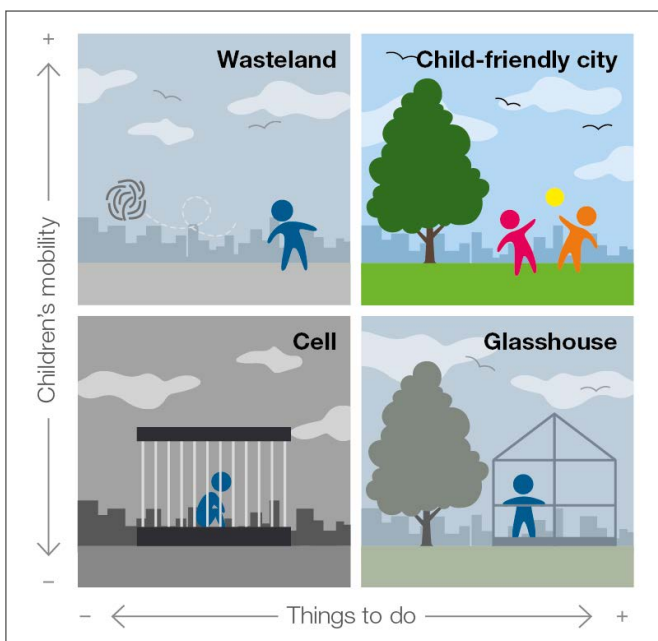 +
Wasteland
Child-friendly city
Children's mobility
Cell
Glasshouse
–
– Things to do +